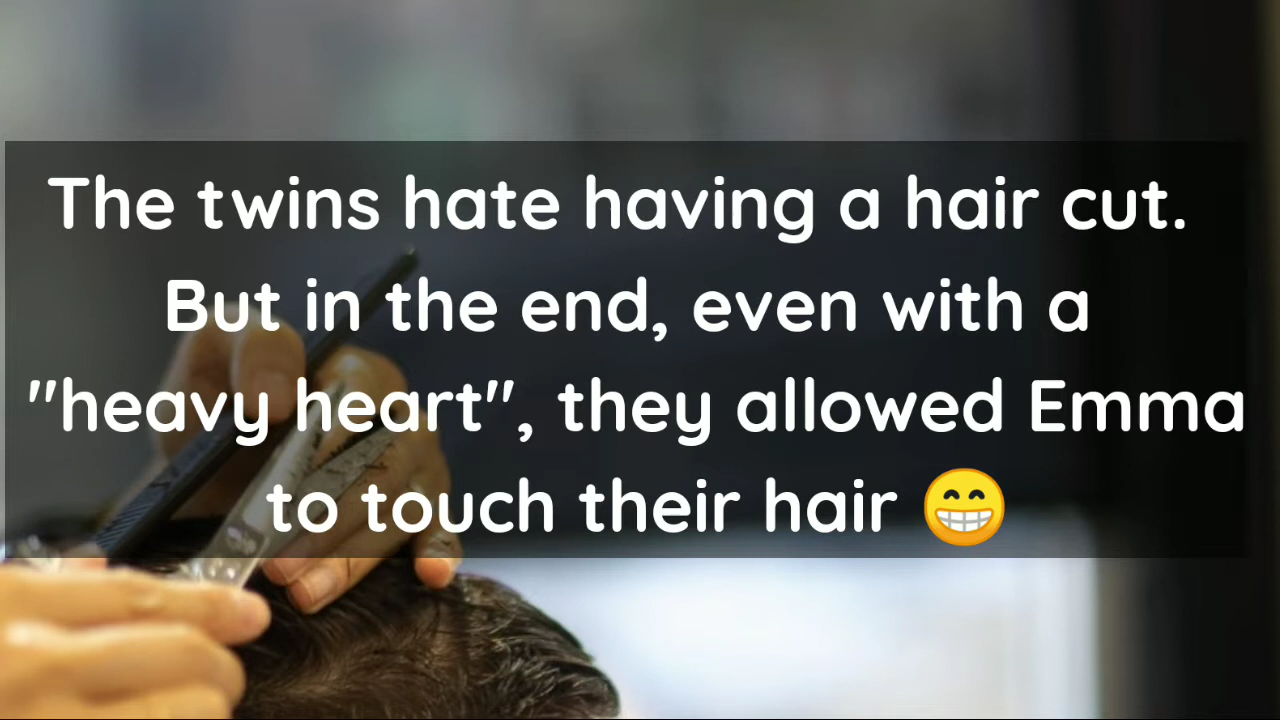 The twins hate having a hair cut.
But in the end, even with a
"heavy heart", they allowed Emma
to touch their hair 😁